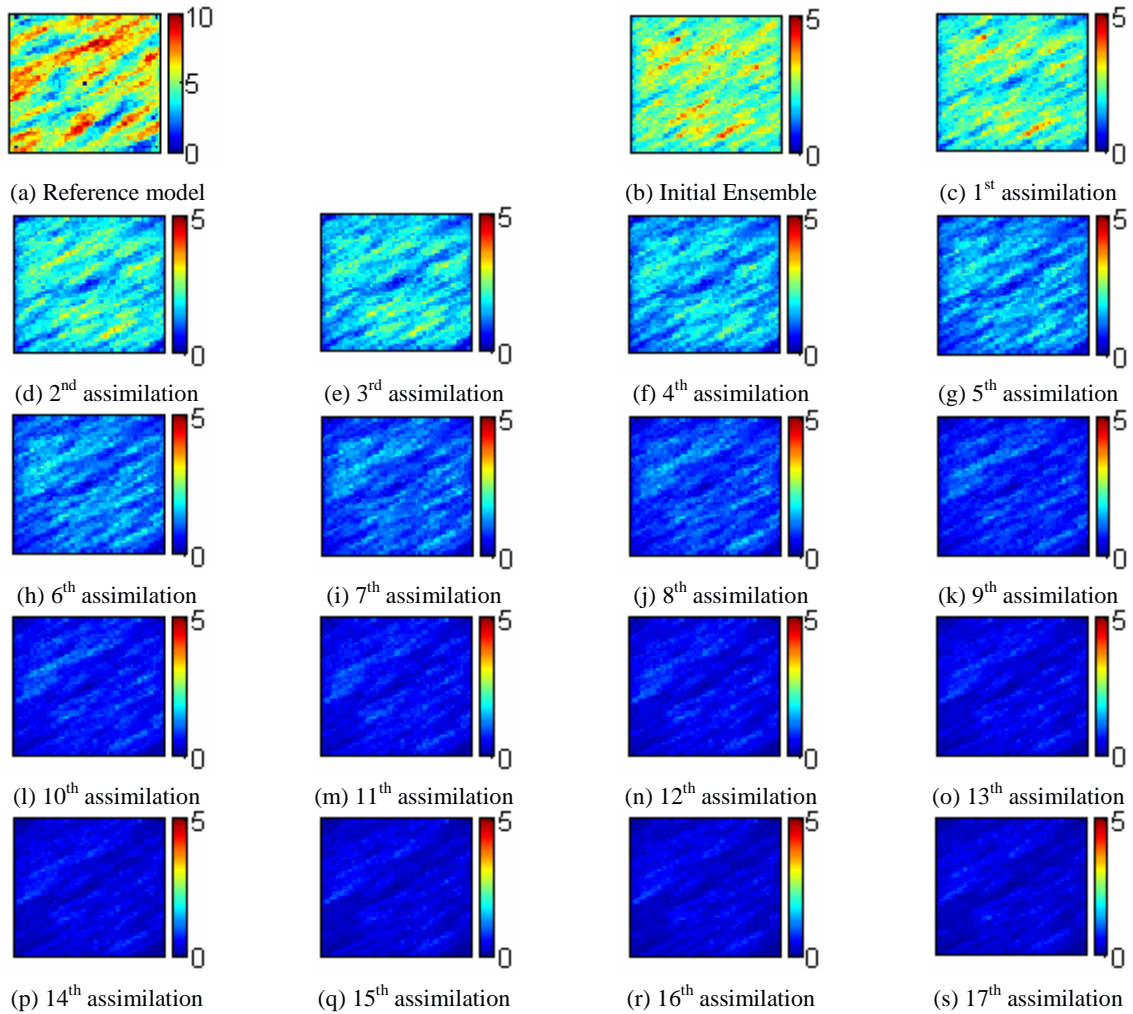 10
5
0
5
0
5
0
(a) Reference model
(b) Initial Ensemble
(c) 1st assimilation
5
0
5
0
5
0
5
0
(d) 2nd assimilation
(e) 3rd assimilation
(f) 4th assimilation
(g) 5th assimilation
5
0
5
0
5
0
5
0
(h) 6th assimilation
(i) 7th assimilation
(j) 8th assimilation
(k) 9th assimilation
5
0
5
0
5
0
5
0
(l) 10th assimilation
(m) 11th assimilation
(n) 12th assimilation
(o) 13th assimilation
5
0
5
0
5
0
5
0
(p) 14th assimilation
(q) 15th assimilation
(r) 16th assimilation
(s) 17th assimilation